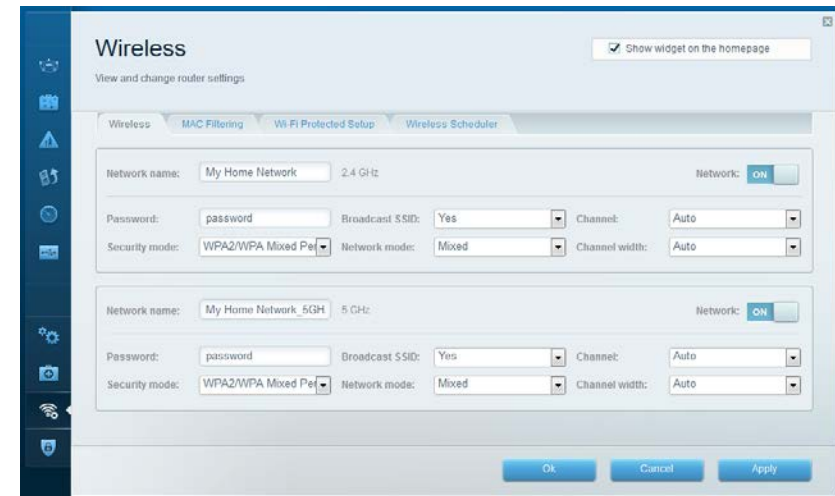 Wireless
Show widget on the homepage
View and change router settings
Wireless MAC Filtering Wi-Fi Protected Setup Wireless Scheduler
Network name: My Home Network 2.4 GHz Network: ON
Password: password Broadcast SSID: Yes Channel: Auto
Security mode: WPA2/WPA Mixed Per Network mode: Mixed Channel width: Auto
Network name: My Home Network_5GH 5 GHz Network: ON
Password: password Broadcast SSID: Yes Channel: Auto
Security mode: WPA2/WPA Mixed Per Network mode: Mixed Channel width: Auto
Ok Cancel Apply